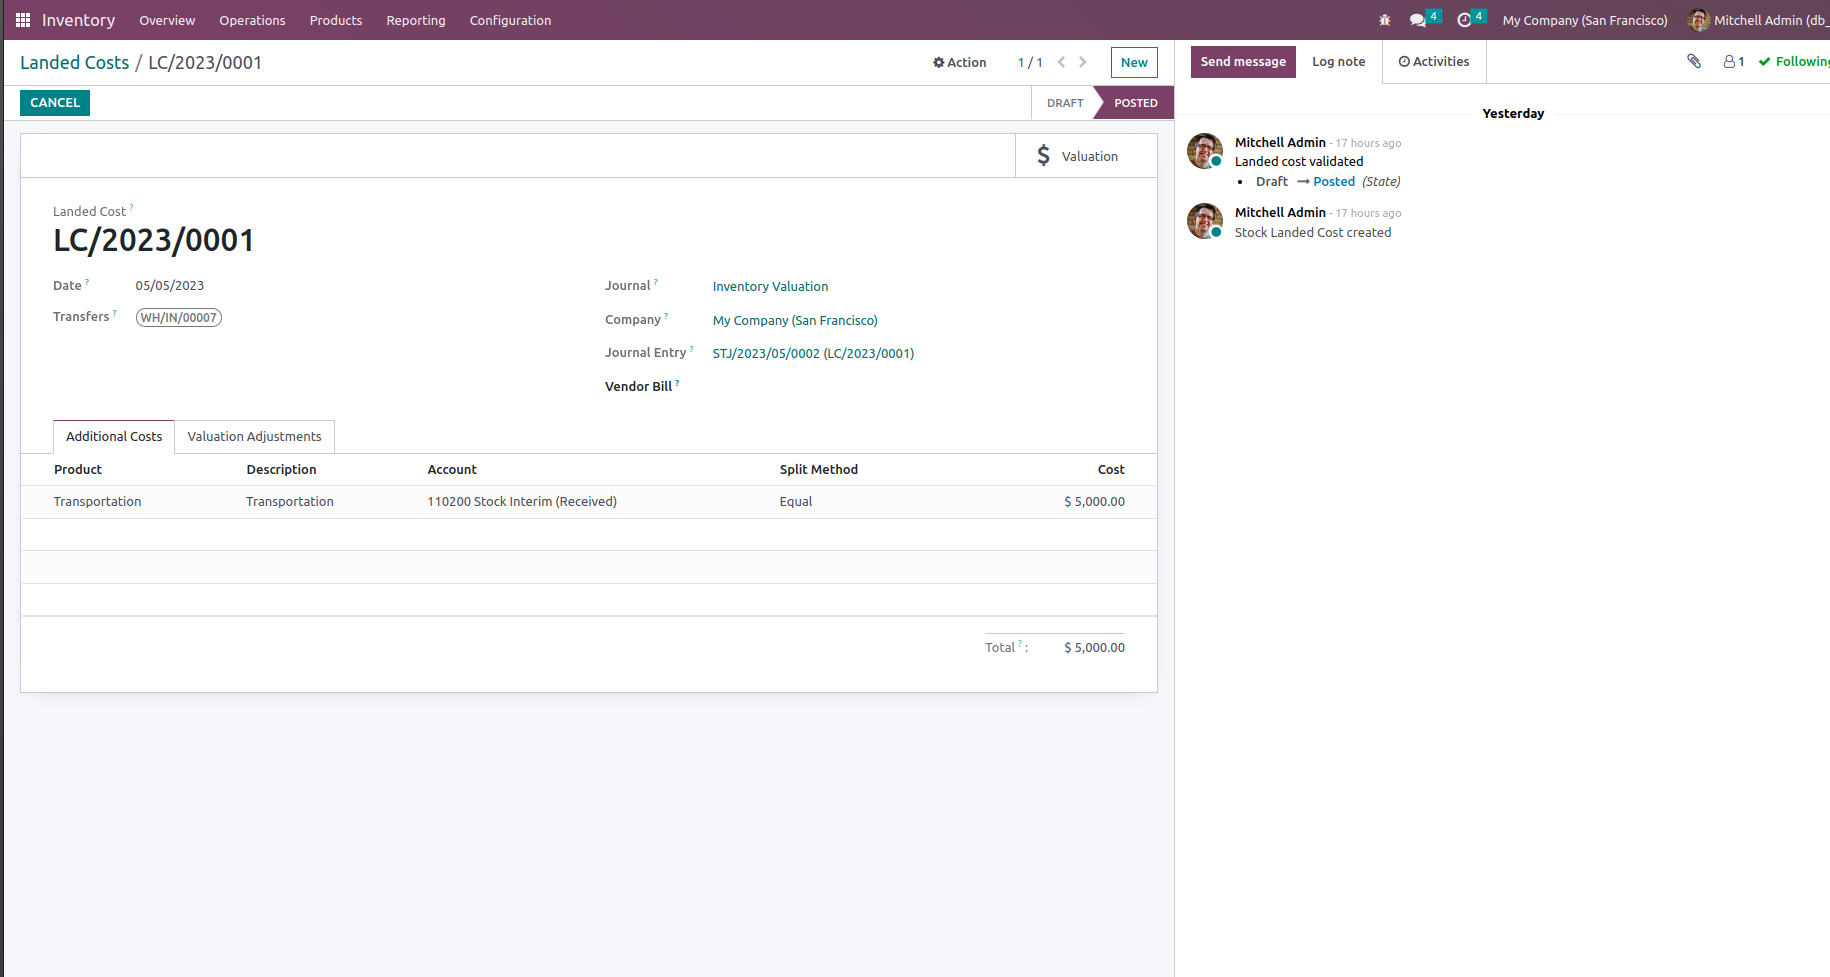 Inventory Overview Operations Products Reporting Configuration 4 4 My Company (San Francisco) Mitchell Admin (db_
Landed Costs / LC/2023/0001 Action 1 / 1 New
CANCEL DRAFT POSTED
$ Valuation
Landed Cost ?
LC/2023/0001
Date ? 05/05/2023
Transfers ? WH/IN/00007
Journal ? Inventory Valuation
Company ? My Company (San Francisco)
Journal Entry ? STJ/2023/05/0002 (LC/2023/0001)
Vendor Bill ?
Additional Costs Valuation Adjustments
Product Description Account Split Method Cost
Transportation Transportation 110200 Stock Interim (Received) Equal $ 5,000.00
Total ? : $ 5,000.00
Send message Log note Activities 1 Following
Yesterday
Mitchell Admin - 17 hours ago
Landed cost validated
• Draft → Posted (State)
Mitchell Admin - 17 hours ago
Stock Landed Cost created